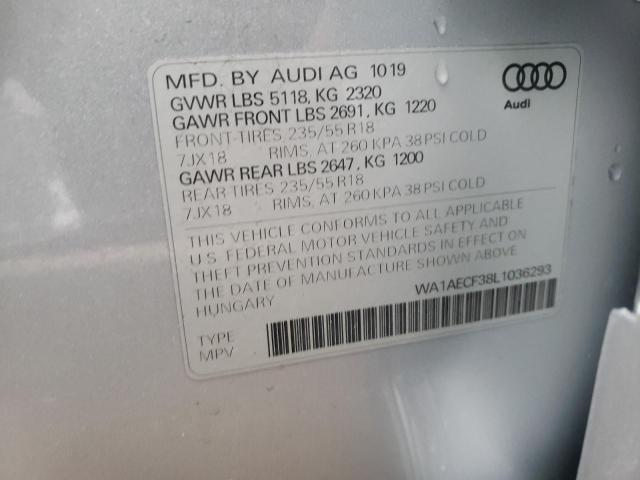 MFD. BY AUDI AG 1019
GVWR LBS 5118, KG 2320
GAWR FRONT LBS 2691, KG 1220
FRONT-TIRES, 235/55 R18
7JX18 RIMS, AT 260 KPA 38 PSI COLD
GAWR REAR LBS 2647, KG 1200
REAR TIRES 235/55 R18
7JX18 RIMS, AT 260 KPA 38 PSI COLD
Audi
THIS VEHICLE CONFORMS TO ALL APPLICABLE
U.S. FEDERAL MOTOR VEHICLE SAFETY AND
THEFT PREVENTION STANDARDS IN EFFECT ON
THE DATE OF MANUFACTURE SHOWN ABOVE
HUNGARY
WA1AECF38L1036293
TYPE
MPV